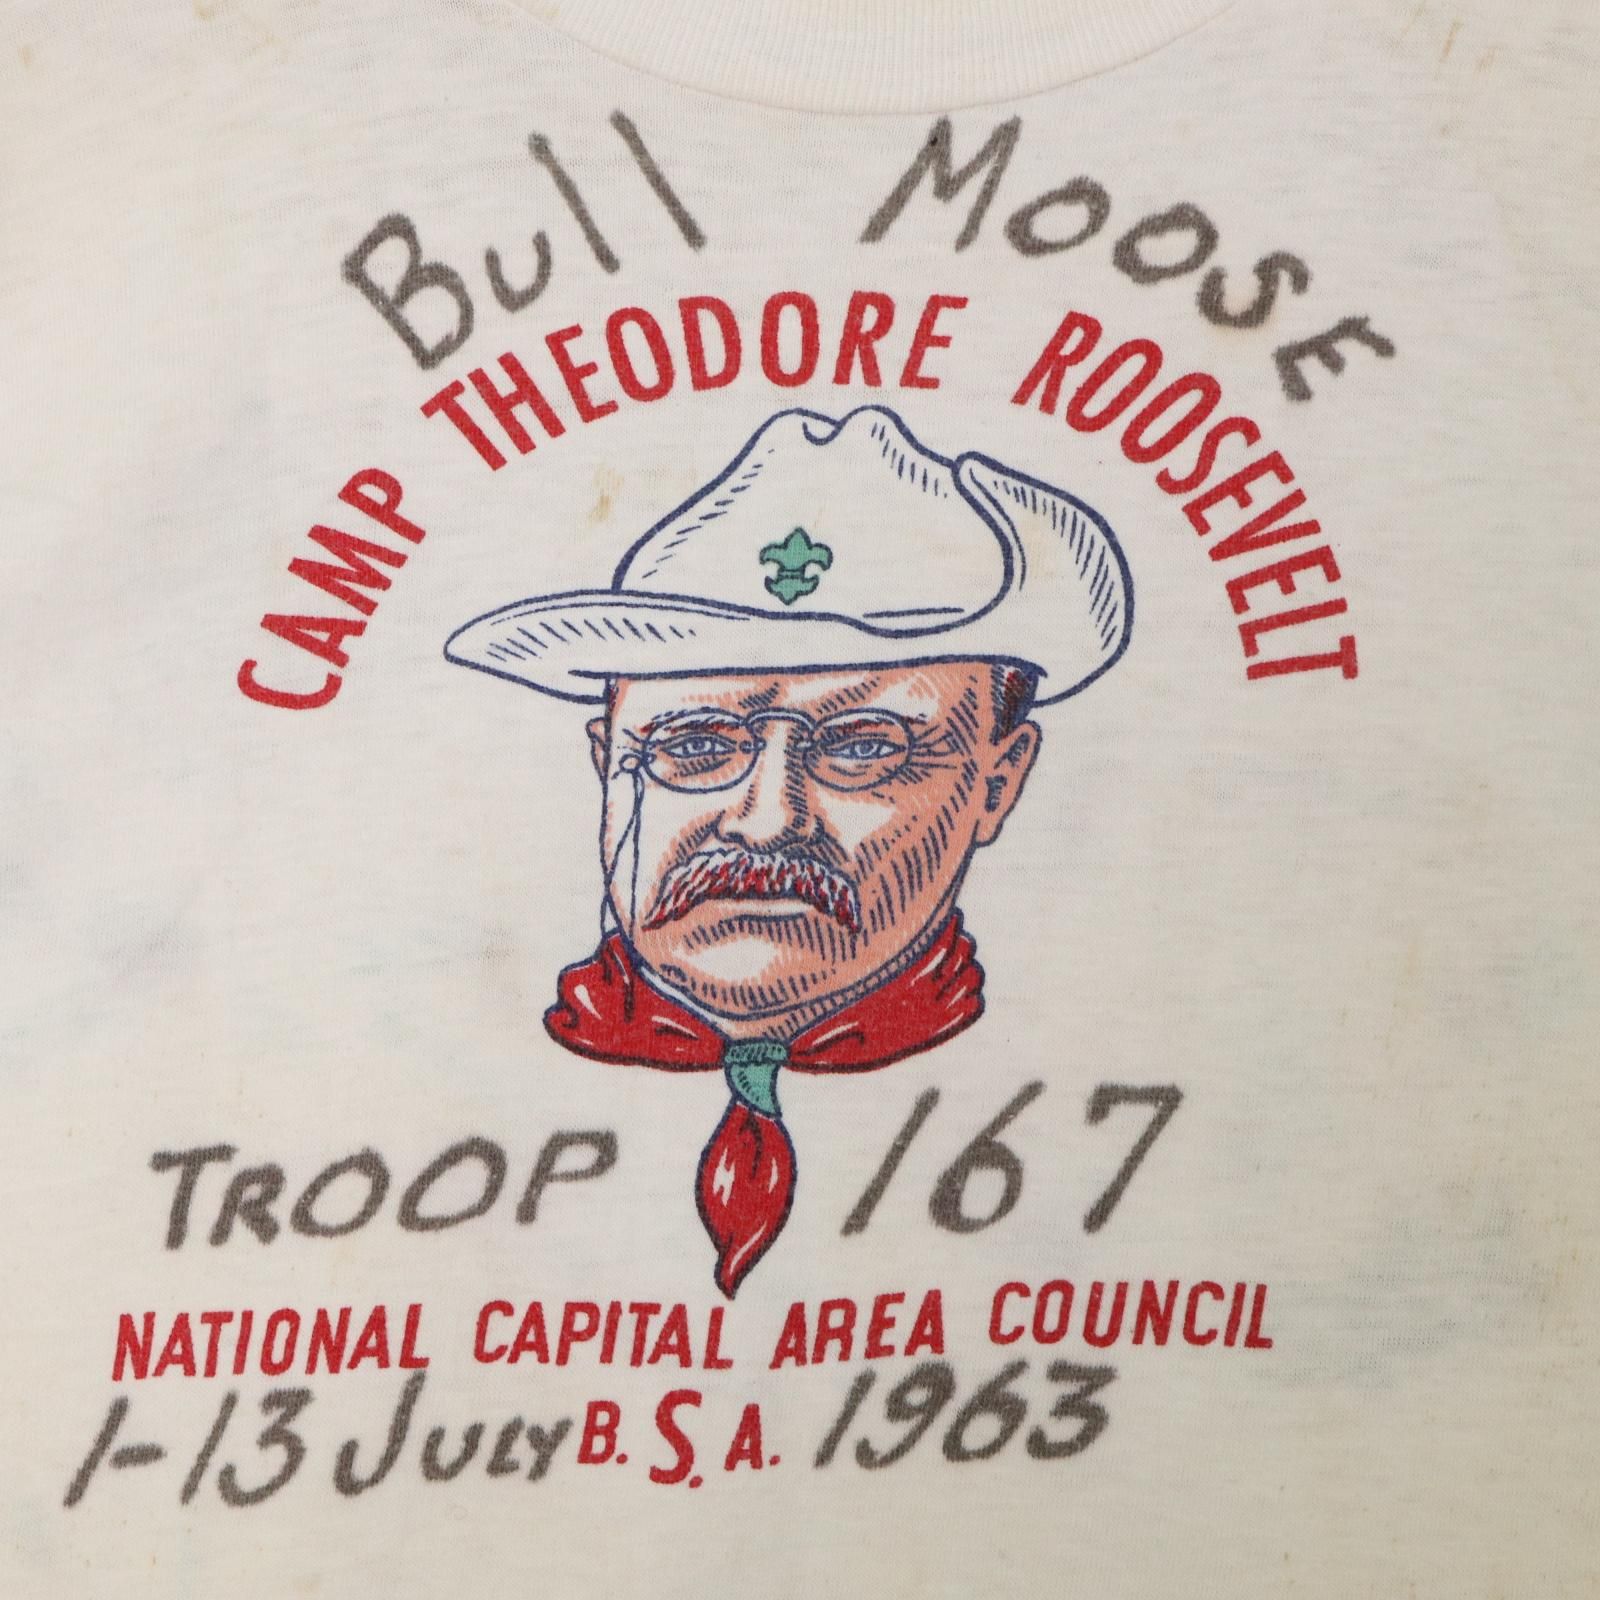 Bull MOOSE
CAMP THEODORE ROOSEVELT
TROOP 167
NATIONAL CAPITAL AREA COUNCIL
1-13 JULY B.S.A. 1963